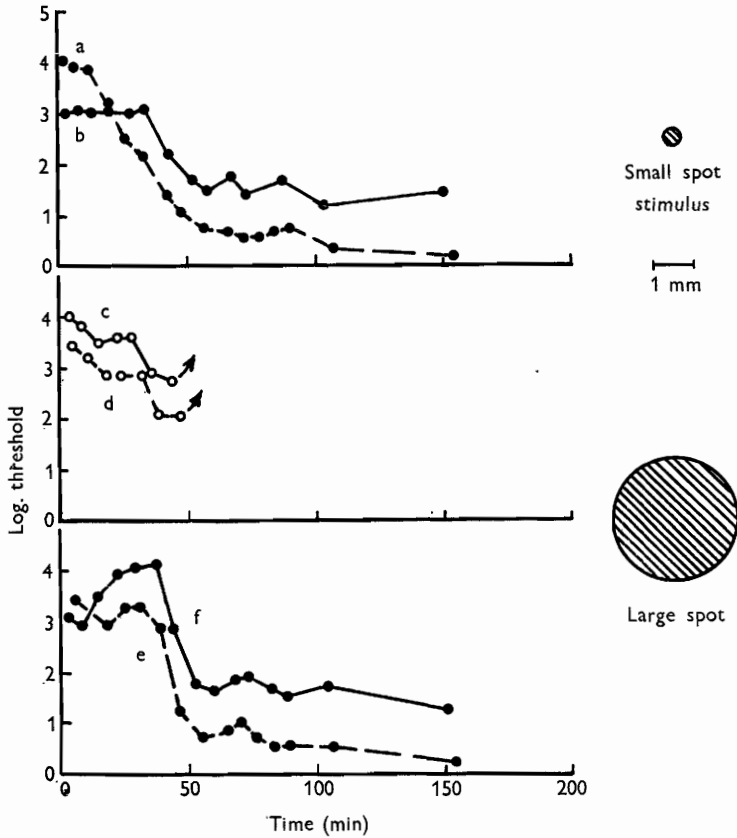 5
a
4
3
b
2
1
0
Small spot
stimulus
1 mm
4
c
3
d
2
1
0
Log. threshold
4
f
3
e
2
1
0
Large spot
0 50 100 150 200
Time (min)